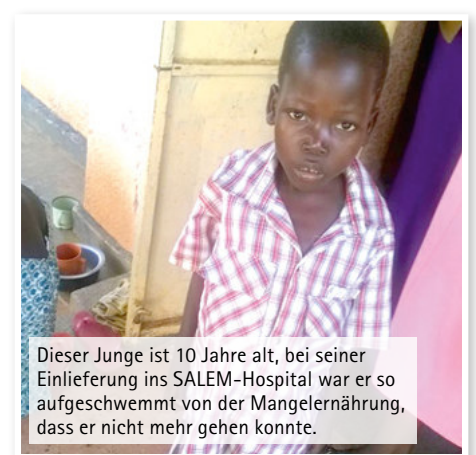 Dieser Junge ist 10 Jahre alt, bei seiner
Einlieferung ins SALEM-Hospital war er so
aufgeschwemmt von der Mangelernährung,
dass er nicht mehr gehen konnte.